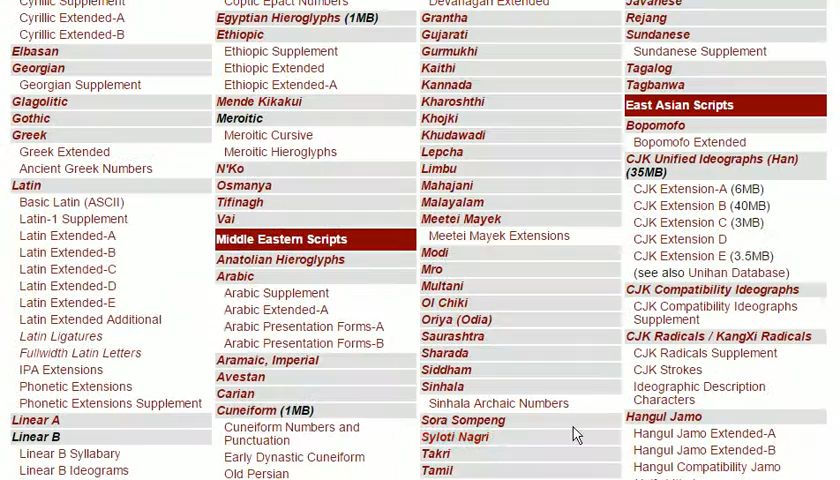 Cyrillic Supplement
Cyrillic Extended-A
Cyrillic Extended-B
Elbasan
Georgian
Georgian Supplement
Glagolitic
Gothic
Greek
Greek Extended
Ancient Greek Numbers
Latin
Basic Latin (ASCII)
Latin-1 Supplement
Latin Extended-A
Latin Extended-B
Latin Extended-C
Latin Extended-D
Latin Extended-E
Latin Extended Additional
Latin Ligatures
Fullwidth Latin Letters
IPA Extensions
Phonetic Extensions
Phonetic Extensions Supplement
Linear A
Linear B
Linear B Syllabary
Linear B Ideograms
Coptic Epact Numbers
Egyptian Hieroglyphs (1MB)
Ethiopic
Ethiopic Supplement
Ethiopic Extended
Ethiopic Extended-A
Mende Kikakui
Meroitic
Meroitic Cursive
Meroitic Hieroglyphs
N'Ko
Osmanya
Tifinagh
Vai
Middle Eastern Scripts
Anatolian Hieroglyphs
Arabic
Arabic Supplement
Arabic Extended-A
Arabic Presentation Forms-A
Arabic Presentation Forms-B
Aramaic, Imperial
Avestan
Carian
Cuneiform (1MB)
Cuneiform Numbers and
Punctuation
Early Dynastic Cuneiform
Old Persian
Devanagari Extended
Grantha
Gujarati
Gurmukhi
Kaithi
Kannada
Kharoshthi
Khojki
Khudawadi
Lepcha
Limbu
Mahajani
Malayalam
Meetei Mayek
Meetei Mayek Extensions
Modi
Mro
Multani
Ol Chiki
Oriya (Odia)
Saurashtra
Sharada
Siddham
Sinhala
Sinhala Archaic Numbers
Sora Sompeng
Syloti Nagri
Takri
Tamil
Javanese
Rejang
Sundanese
Sundanese Supplement
Tagalog
Tagbanwa
East Asian Scripts
Bopomofo
Bopomofo Extended
CJK Unified Ideographs (Han)
(35MB)
CJK Extension-A (6MB)
CJK Extension B (40MB)
CJK Extension C (3MB)
CJK Extension D
CJK Extension E (3.5MB)
(see also Unihan Database)
CJK Compatibility Ideographs
CJK Compatibility Ideographs
Supplement
CJK Radicals / KangXi Radicals
CJK Radicals Supplement
CJK Strokes
Ideographic Description
Characters
Hangul Jamo
Hangul Jamo Extended-A
Hangul Jamo Extended-B
Hangul Compatibility Jamo